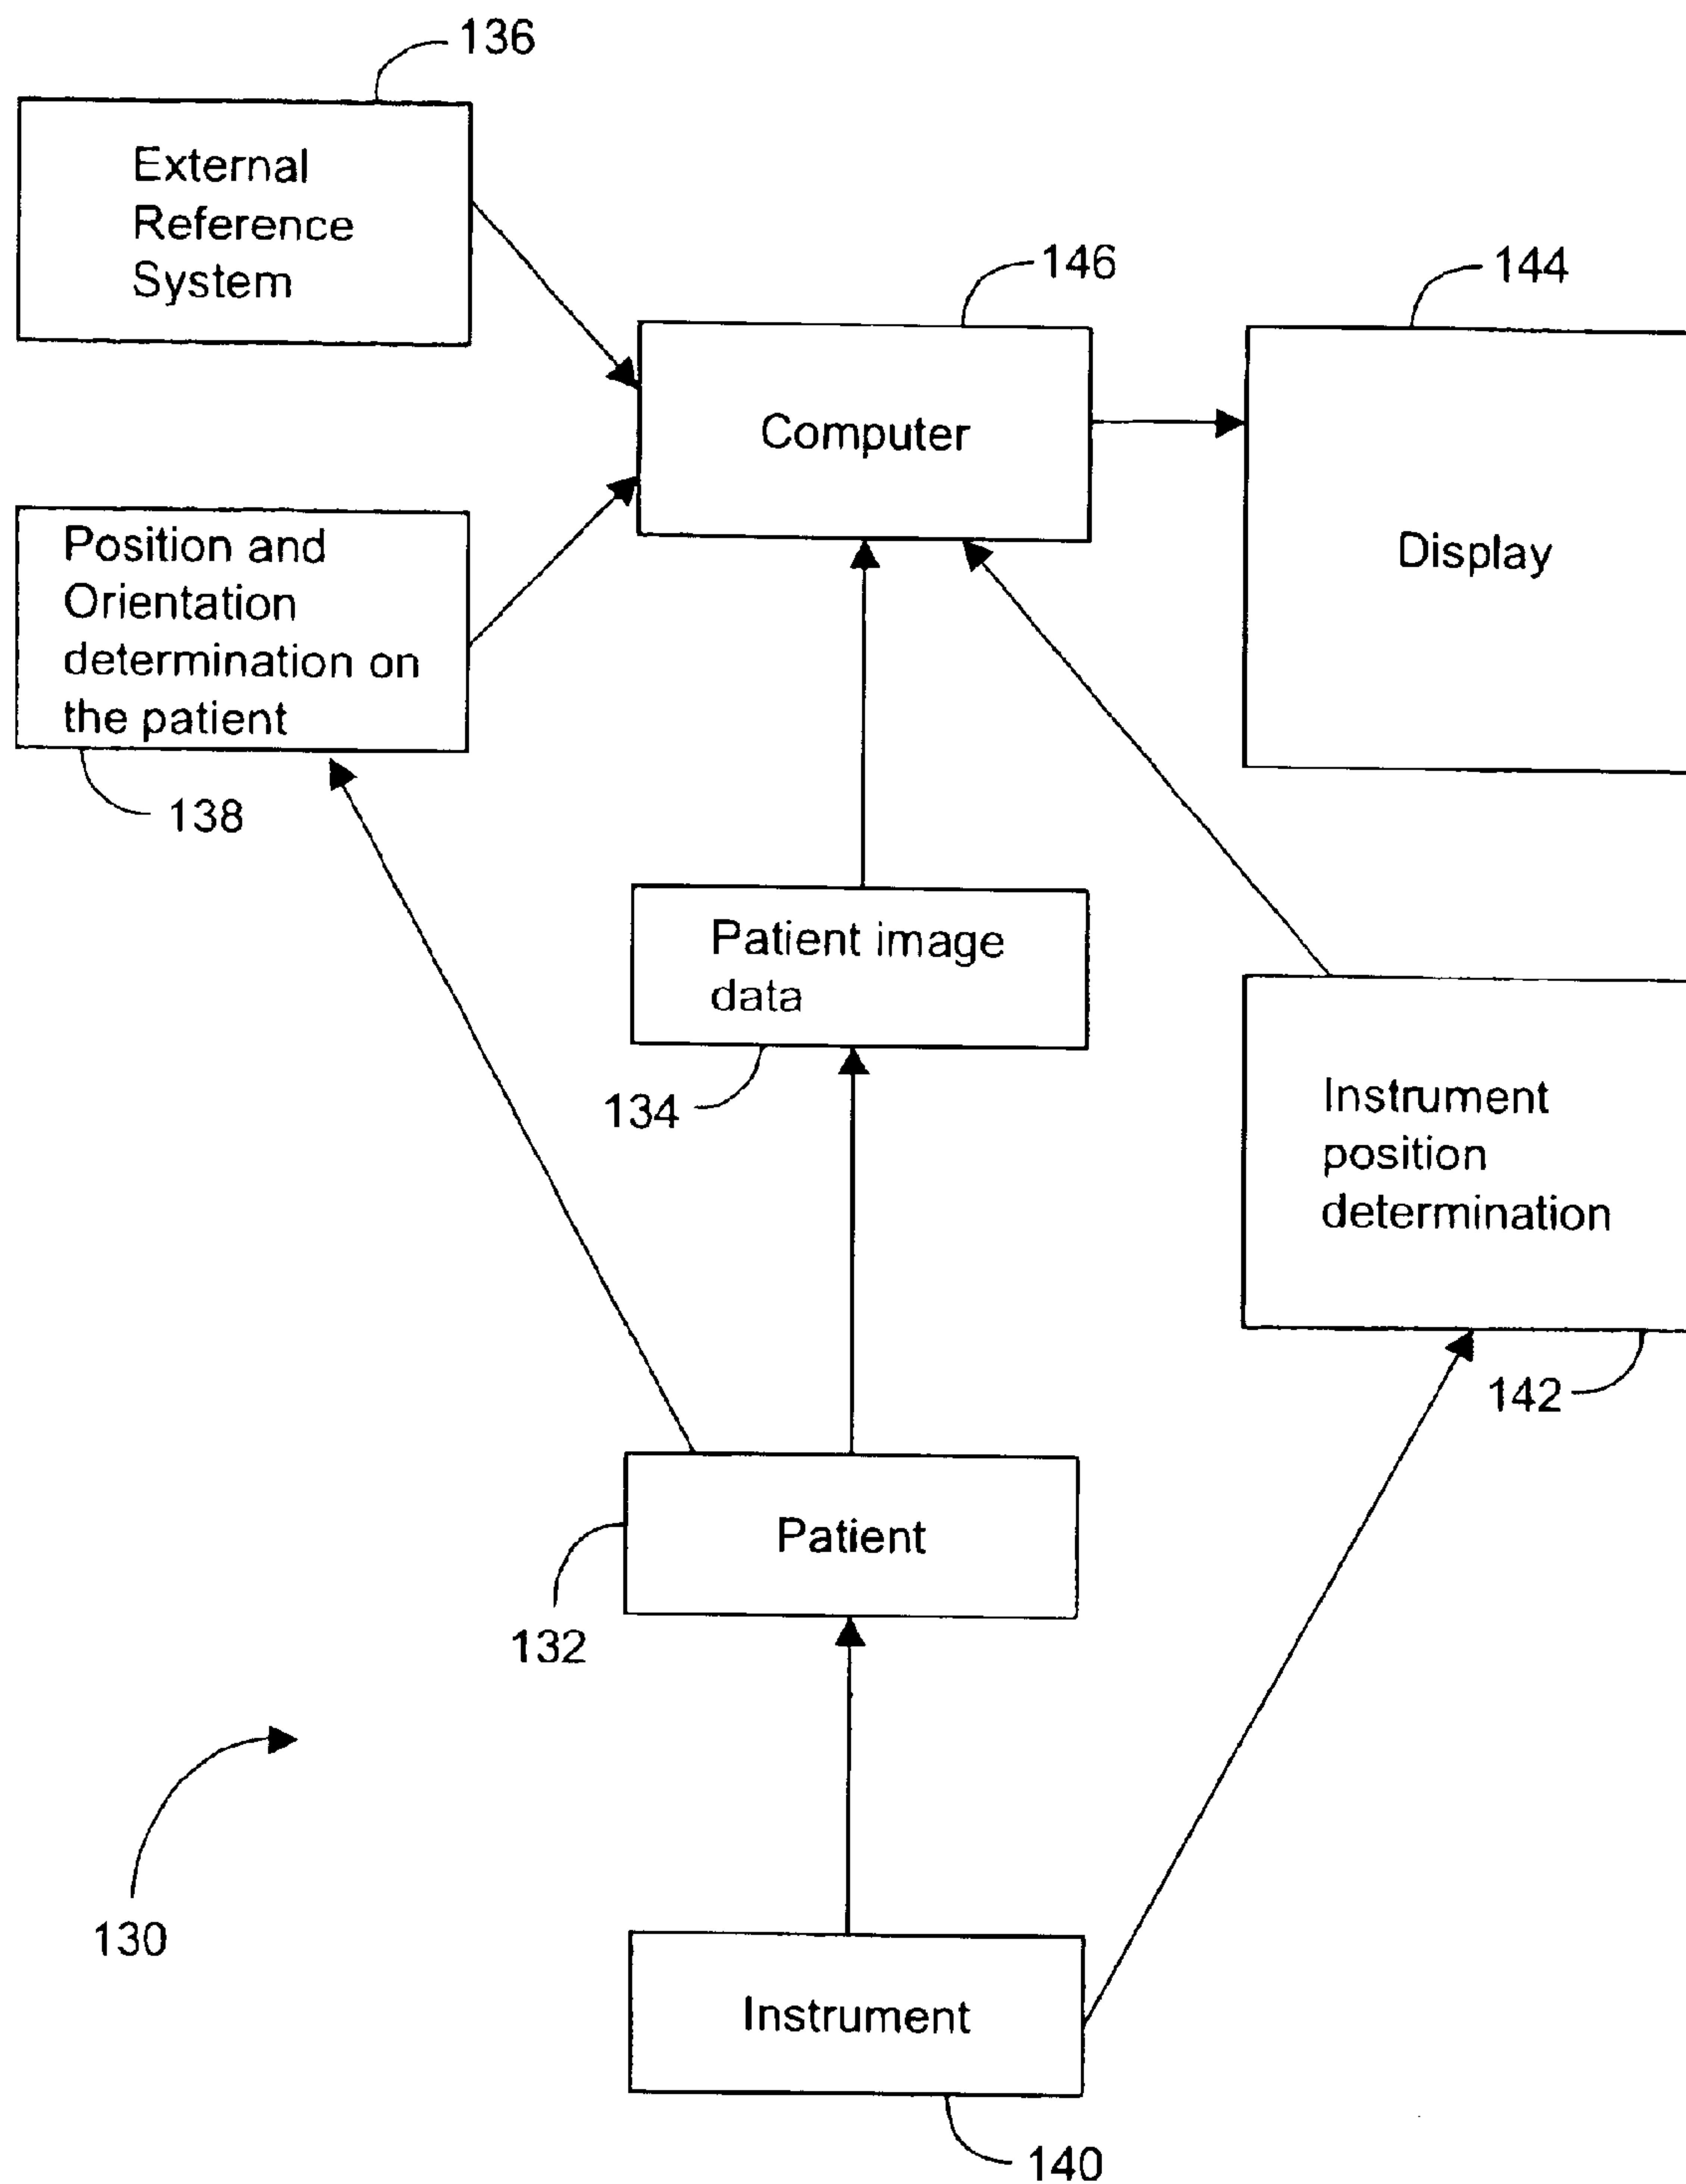 136
External
Reference
System
146
144
Computer
Display
Position and
Orientation
determination on
the patient
138
Patient image
data
134
Instrument
position
determination
142
Patient
132
130
Instrument
140